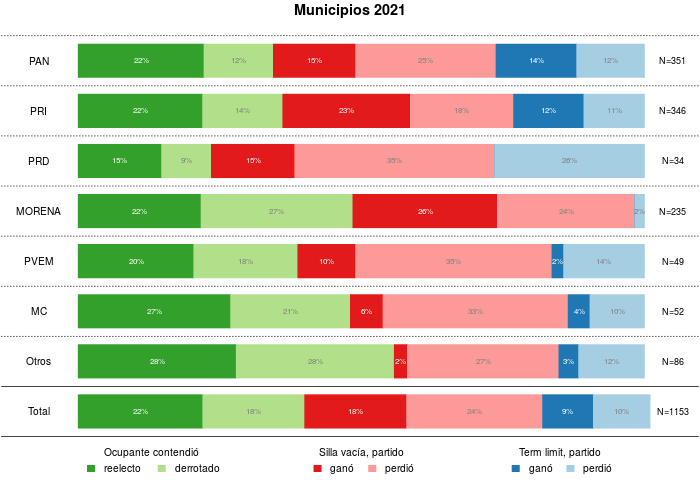 Municipios 2021
PAN 22% 12% 15% 25% 14% 12% N=351
PRI 22% 14% 23% 18% 12% 11% N=346
PRD 15% 9% 15% 35% 26% N=34
MORENA 22% 27% 26% 24% 2% N=235
PVEM 20% 18% 10% 35% 2% 14% N=49
MC 27% 21% 6% 33% 4% 10% N=52
Otros 28% 28% 2% 27% 3% 12% N=86
Total 22% 18% 18% 24% 9% 10% N=1153
Ocupante contendió Silla vacía, partido Term limit, partido
reelecto derrotado ganó perdió ganó perdió